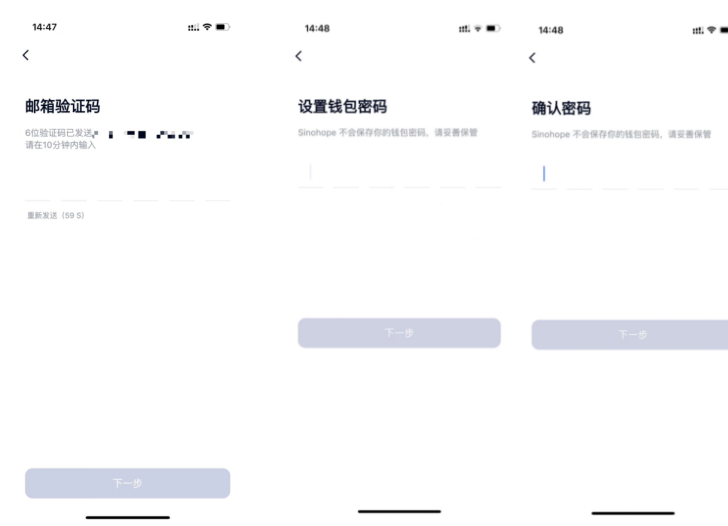 14:47
邮箱验证码
6位验证码已发送
请在10分钟内输入
重新发送（59 S）
下一步
14:48
设置钱包密码
Sinohope 不会保存你的钱包密码，请妥善保管
下一步
14:48
确认密码
Sinohope 不会保存你的钱包密码，请妥善保管
下一步